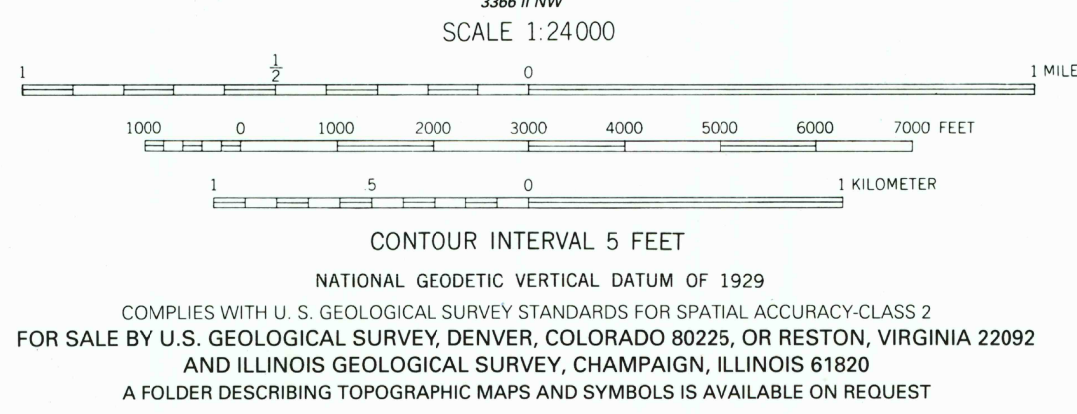 3366 II NW
SCALE 1:24000
1 1/2 0 1 MILE
1000 0 1000 2000 3000 4000 5000 6000 7000 FEET
1 .5 0 1 KILOMETER
CONTOUR INTERVAL 5 FEET
NATIONAL GEODETIC VERTICAL DATUM OF 1929
COMPLIES WITH U. S. GEOLOGICAL SURVEY STANDARDS FOR SPATIAL ACCURACY-CLASS 2
FOR SALE BY U.S. GEOLOGICAL SURVEY, DENVER, COLORADO 80225, OR RESTON, VIRGINIA 22092
AND ILLINOIS GEOLOGICAL SURVEY, CHAMPAIGN, ILLINOIS 61820
A FOLDER DESCRIBING TOPOGRAPHIC MAPS AND SYMBOLS IS AVAILABLE ON REQUEST